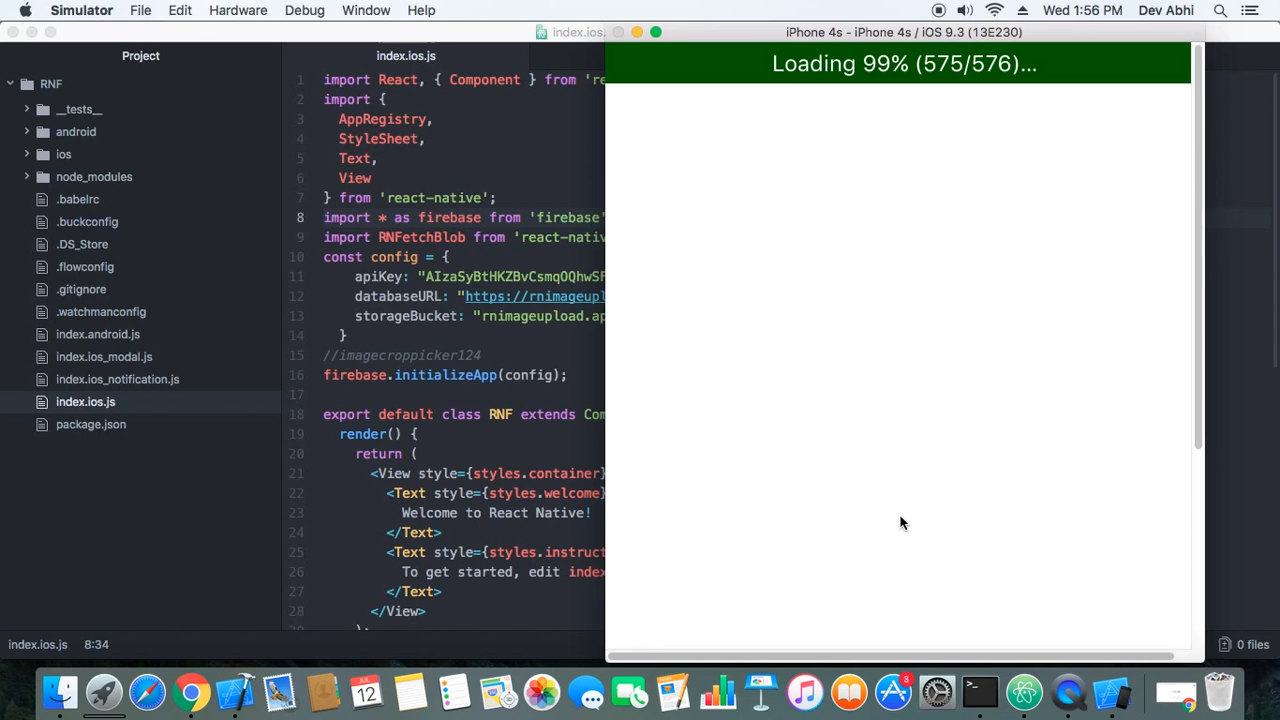 Simulator File Edit Hardware Debug Window Help Wed 1:56 PM Dev Abhi
index.ios. iPhone 4s - iPhone 4s / iOS 9.3 (13E230)
Project
RNF
__tests__
android
ios
node_modules
.babelrc
.buckconfig
.DS_Store
.flowconfig
.gitignore
.watchmanconfig
index.android.js
index.ios_modal.js
index.ios_notification.js
index.ios.js
package.json
index.ios.js
1 import React, { Component } from 're
2 import {
3 AppRegistry,
4 StyleSheet,
5 Text,
6 View
7 } from 'react-native';
8 import * as firebase from 'firebase'
9 import RNFetchBlob from 'react-nativ
10 const config = {
11 apiKey: "AIzaSyBtHKZBvCsmqOQhwSF
12 databaseURL: "https://rnimageupl
13 storageBucket: "rnimageupload.ap
14 }
15 //imagecroppicker124
16 firebase.initializeApp(config);
17
18 export default class RNF extends Com
19 render() {
20 return (
21 <View style={styles.container}
22 <Text style={styles.welcome}
23 Welcome to React Native!
24 </Text>
25 <Text style={styles.instruct
26 To get started, edit index
27 </Text>
28 </View>
29 );
Loading 99% (575/576)...
index.ios.js 8:34 0 files
JUL
12
3